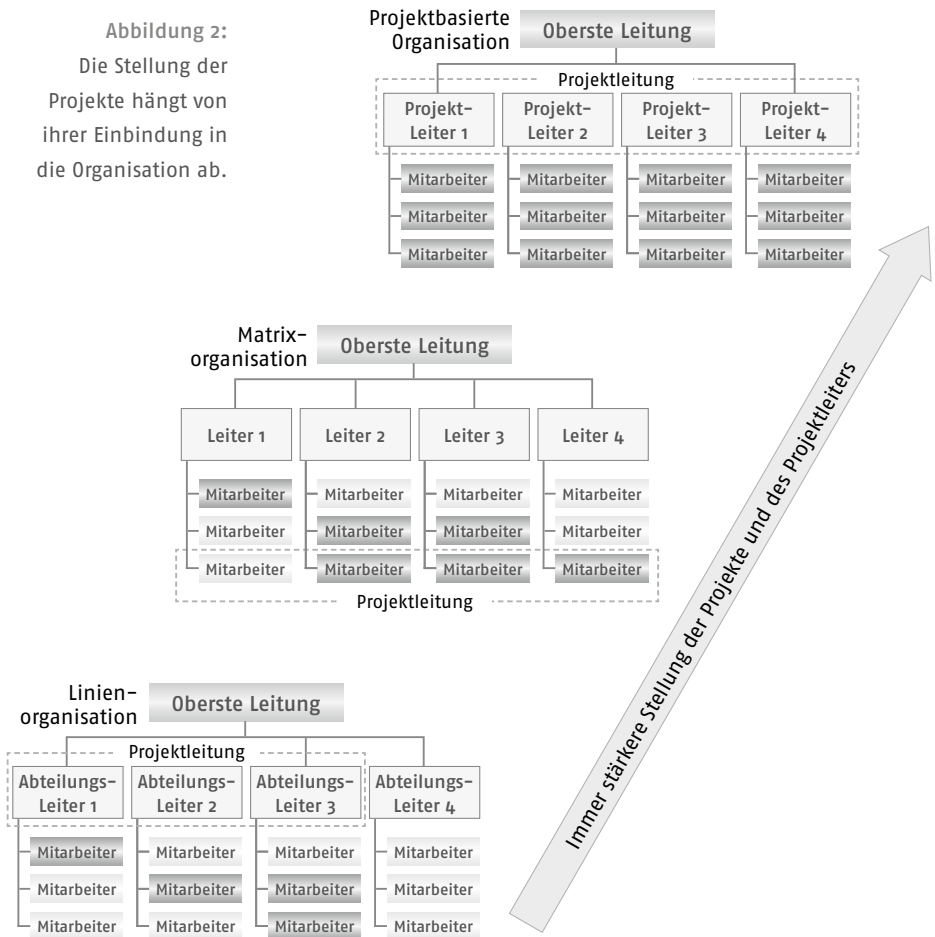 Abbildung 2:
Die Stellung der
Projekte hängt von
ihrer Einbindung in
die Organisation ab.
Projektbasierte
Organisation
Oberste Leitung
Projektleitung
Projekt-
Leiter 1
Projekt-
Leiter 2
Projekt-
Leiter 3
Projekt-
Leiter 4
Mitarbeiter Mitarbeiter Mitarbeiter Mitarbeiter
Mitarbeiter Mitarbeiter Mitarbeiter Mitarbeiter
Mitarbeiter Mitarbeiter Mitarbeiter Mitarbeiter
Matrix-
organisation
Oberste Leitung
Leiter 1 Leiter 2 Leiter 3 Leiter 4
Mitarbeiter Mitarbeiter Mitarbeiter Mitarbeiter
Mitarbeiter Mitarbeiter Mitarbeiter Mitarbeiter
Mitarbeiter Mitarbeiter Mitarbeiter Mitarbeiter
Projektleitung
Linien-
organisation
Oberste Leitung
Projektleitung
Abteilungs-
Leiter 1
Abteilungs-
Leiter 2
Abteilungs-
Leiter 3
Abteilungs-
Leiter 4
Mitarbeiter Mitarbeiter Mitarbeiter Mitarbeiter
Mitarbeiter Mitarbeiter Mitarbeiter Mitarbeiter
Mitarbeiter Mitarbeiter Mitarbeiter Mitarbeiter
Immer stärkere Stellung der Projekte und des Projektleiters